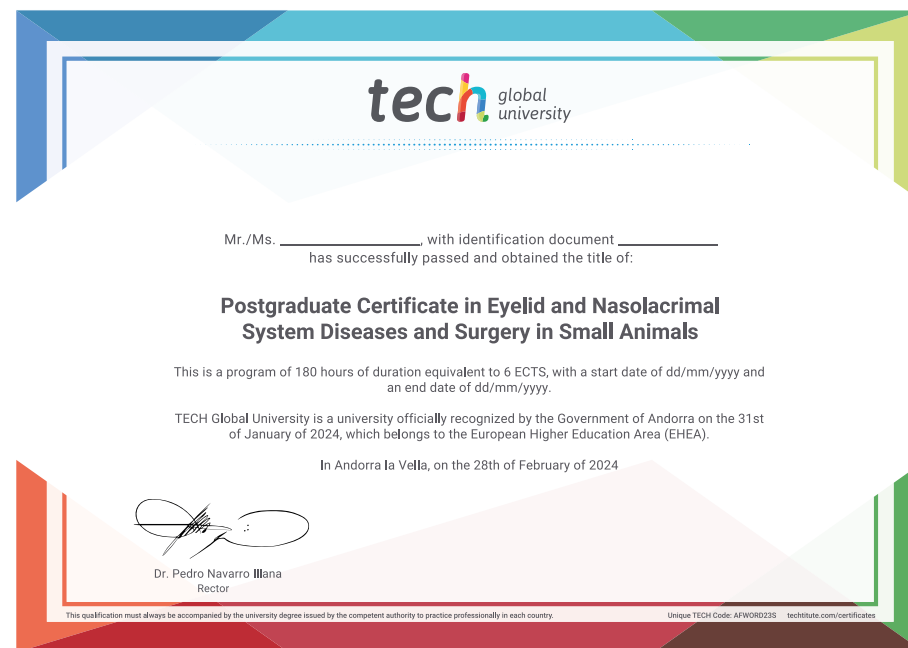 tech global
university
Mr./Ms. ____________________, with identification document ______________
has successfully passed and obtained the title of:
Postgraduate Certificate in Eyelid and Nasolacrimal
System Diseases and Surgery in Small Animals
This is a program of 180 hours of duration equivalent to 6 ECTS, with a start date of dd/mm/yyyy and
an end date of dd/mm/yyyy.
TECH Global University is a university officially recognized by the Government of Andorra on the 31st
of January of 2024, which belongs to the European Higher Education Area (EHEA).
In Andorra la Vella, on the 28th of February of 2024
Dr. Pedro Navarro Illana
Rector
This qualification must always be accompanied by the university degree issued by the competent authority to practice professionally in each country. Unique TECH Code: AFWORD23S techtitute.com/certificates